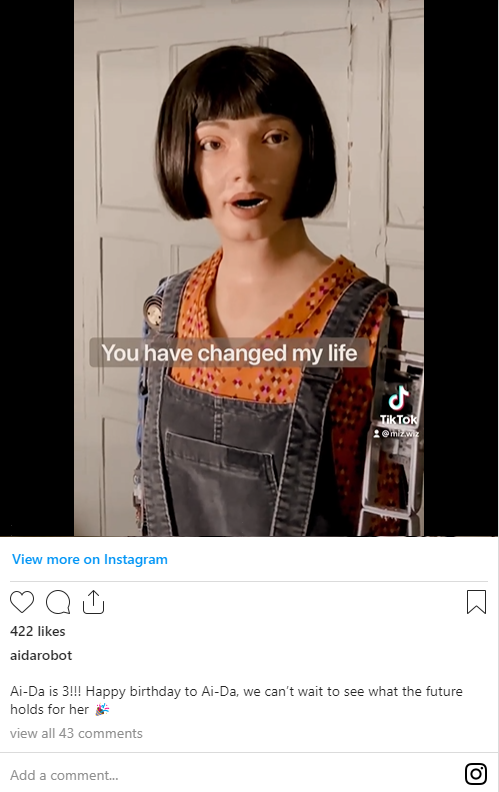 You have changed my life
TikTok
@miz.wiz
View more on Instagram
422 likes
aidarobot
Ai-Da is 3!!! Happy birthday to Ai-Da, we can’t wait to see what the future
holds for her 🎉
view all 43 comments
Add a comment...